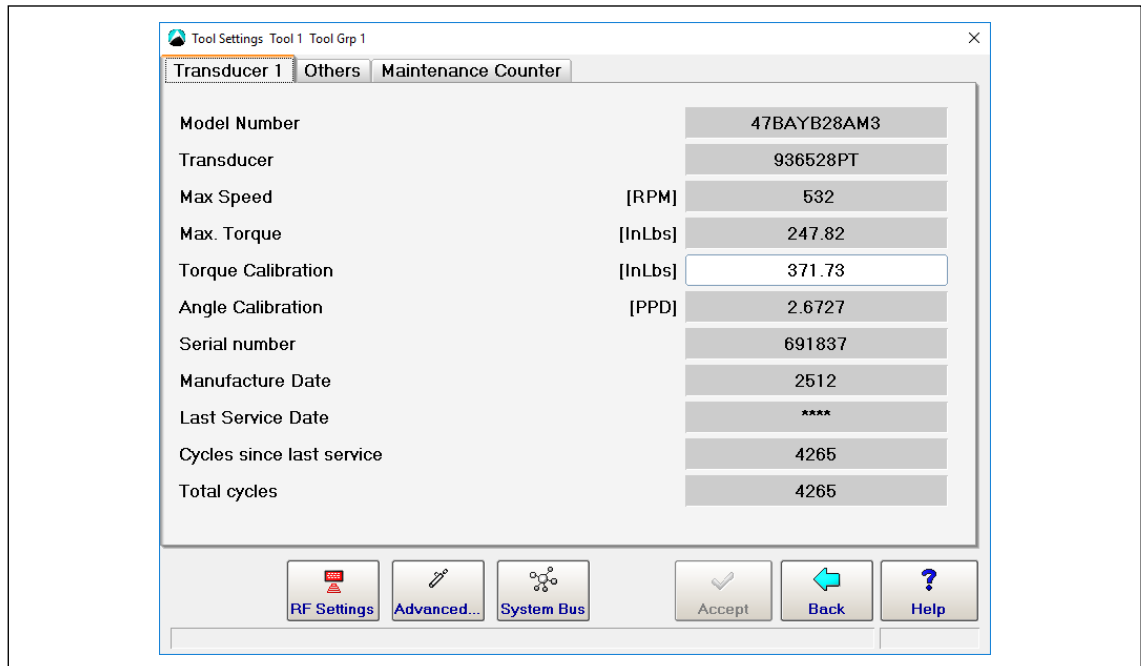 Tool Settings Tool 1 Tool Grp 1
Transducer 1 Others Maintenance Counter
Model Number 47BAYB28AM3
Transducer 936528PT
Max Speed [RPM] 532
Max. Torque [InLbs] 247.82
Torque Calibration [InLbs] 371.73
Angle Calibration [PPD] 2.6727
Serial number 691837
Manufacture Date 2512
Last Service Date ****
Cycles since last service 4265
Total cycles 4265
RF Settings Advanced... System Bus Accept Back Help